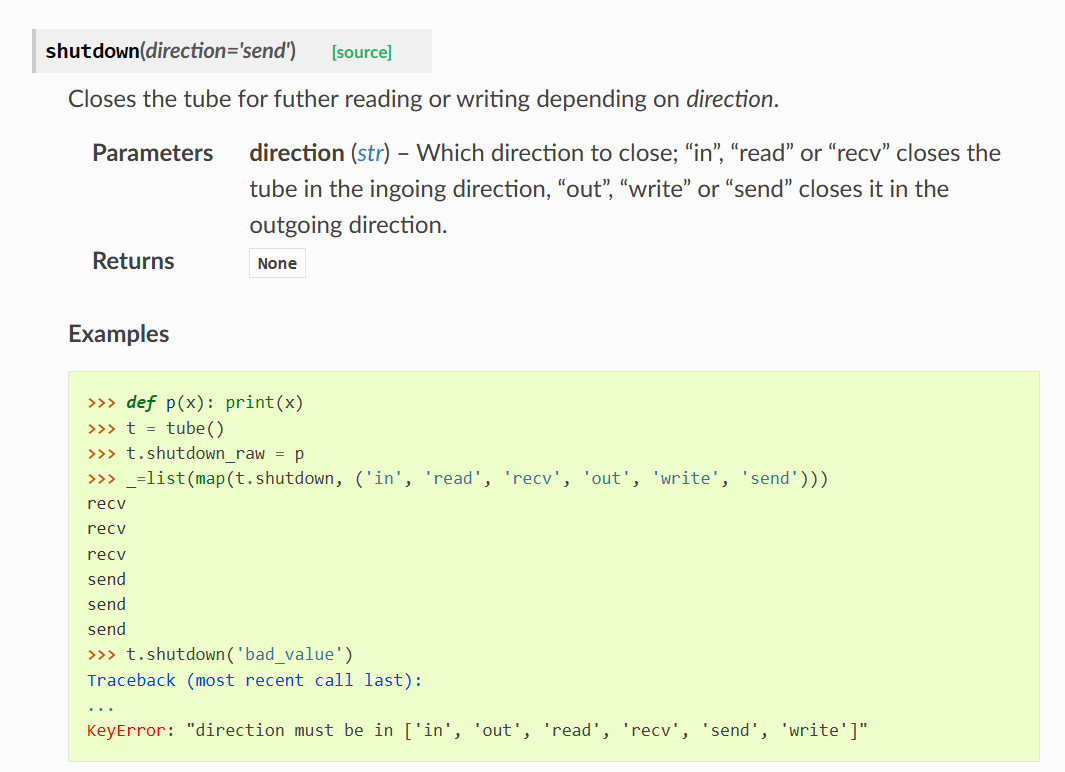 shutdown(direction='send') [source]
Closes the tube for futher reading or writing depending on direction.
Parameters direction (str) – Which direction to close; “in”, “read” or “recv” closes the
tube in the ingoing direction, “out”, “write” or “send” closes it in the
outgoing direction.
Returns None
Examples
>>> def p(x): print(x)
>>> t = tube()
>>> t.shutdown_raw = p
>>> _=list(map(t.shutdown, ('in', 'read', 'recv', 'out', 'write', 'send')))
recv
recv
recv
send
send
send
>>> t.shutdown('bad_value')
Traceback (most recent call last):
...
KeyError: "direction must be in ['in', 'out', 'read', 'recv', 'send', 'write']"